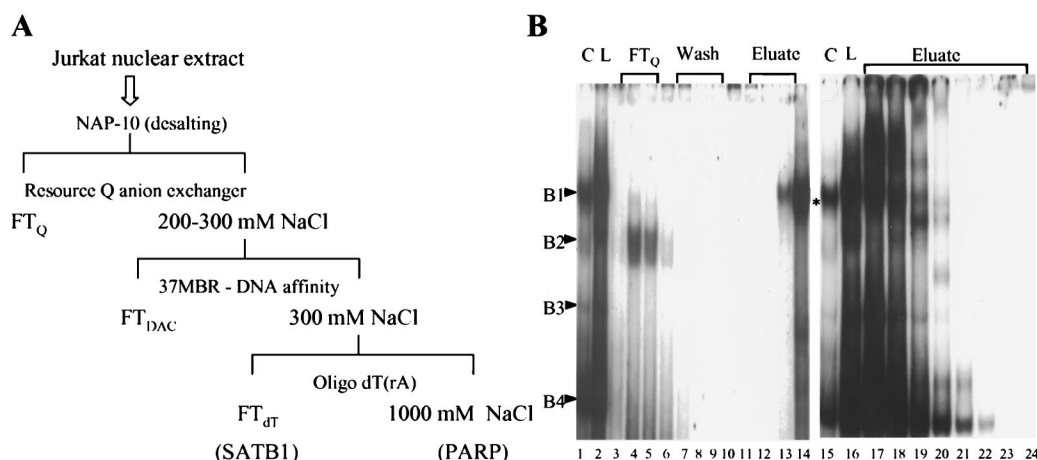 A
Jurkat nuclear extract
NAP-10 (desalting)
Resource Q anion exchanger
FTQ 200-300 mM NaCl
37MBR - DNA affinity
FTDAC 300 mM NaCl
Oligo dT(rA)
FTdT 1000 mM NaCl
(SATB1) (PARP)
B
C L FTQ Wash Eluate C L Eluate
B1
*
B2
B3
B4
1 2 3 4 5 6 7 8 9 10 11 12 13 14 15 16 17 18 19 20 21 22 23 24